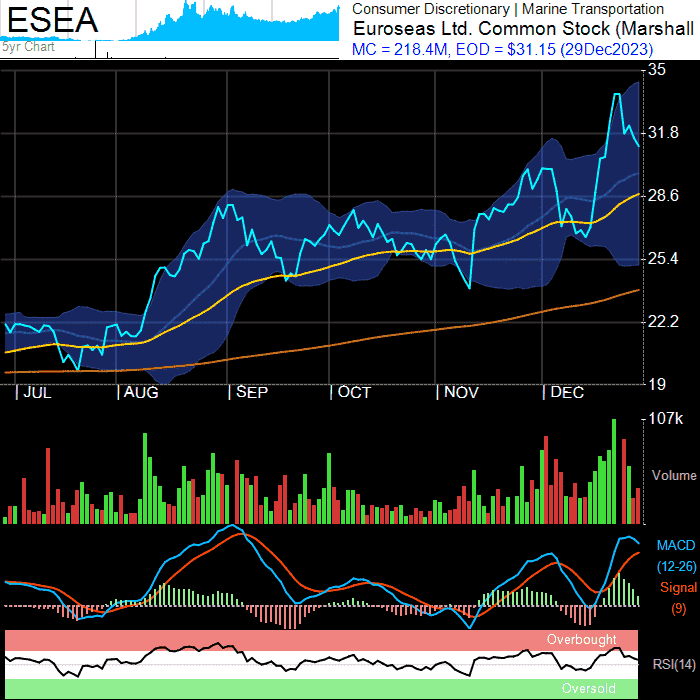 ESEA
5yr Chart
Consumer Discretionary | Marine Transportation
Euroseas Ltd. Common Stock (Marshall
MC = 218.4M, EOD = $31.15 (29Dec2023)
35
31.8
28.6
25.4
22.2
19
JUL AUG SEP OCT NOV DEC
107k
Volume
MACD
(12-26)
Signal
(9)
Overbought
RSI(14)
Oversold